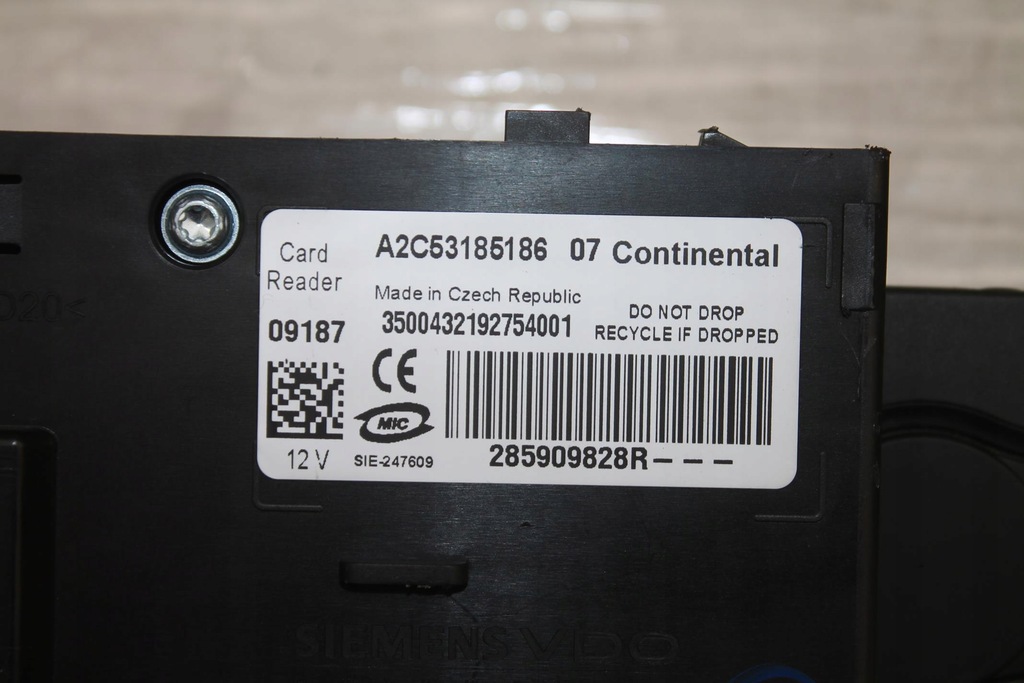 Card Reader
A2C53185186 07 Continental
Made in Czech Republic
09187
3500432192754001
DO NOT DROP
RECYCLE IF DROPPED
CE
MIC
12 V
SIE-247609
285909828R---
SIEMENS VDO